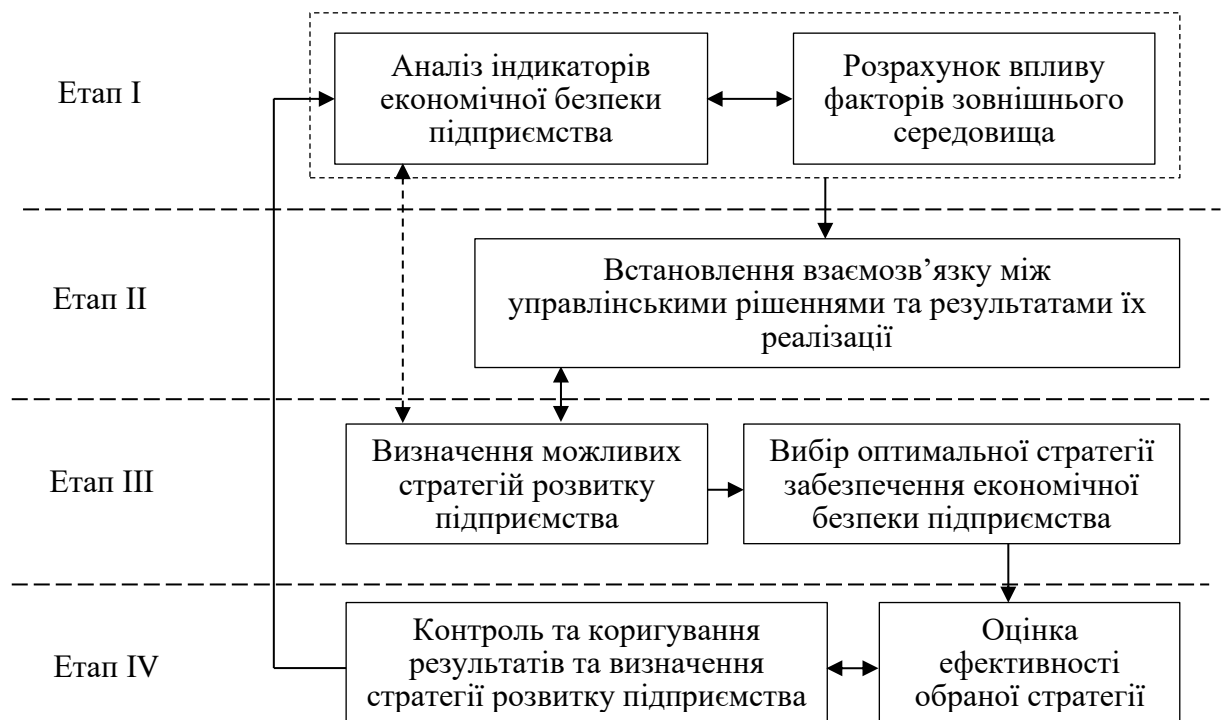 Етап I
Аналіз індикаторів
економічної безпеки
підприємства
Розрахунок впливу
факторів зовнішнього
середовища
Етап II
Встановлення взаємозв’язку між
управлінськими рішеннями та результатами їх
реалізації
Етап III
Визначення можливих
стратегій розвитку
підприємства
Вибір оптимальної стратегії
забезпечення економічної
безпеки підприємства
Етап IV
Контроль та коригування
результатів та визначення
стратегії розвитку підприємства
Оцінка
ефективності
обраної стратегії